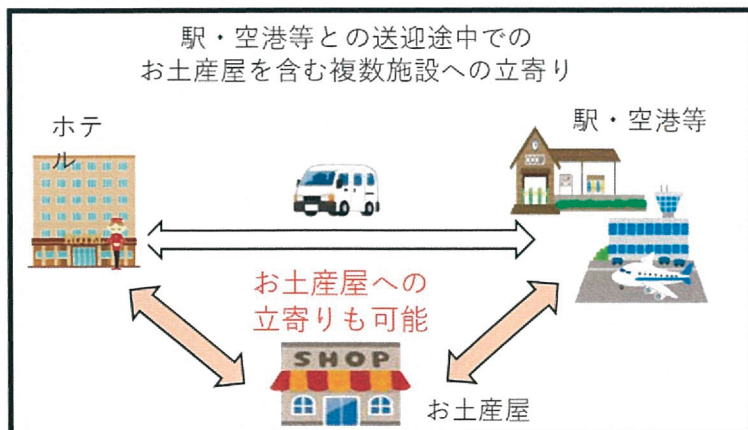 駅・空港等との送迎途中での
お土産屋を含む複数施設への立寄り
ホテ
ル
駅・空港等
お土産屋への
立寄りも可能
SHOP
お土産屋